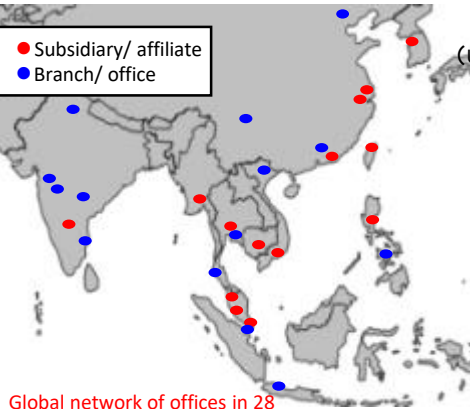 Subsidiary/ affiliate
Branch/ office
(U
Global network of offices in 28